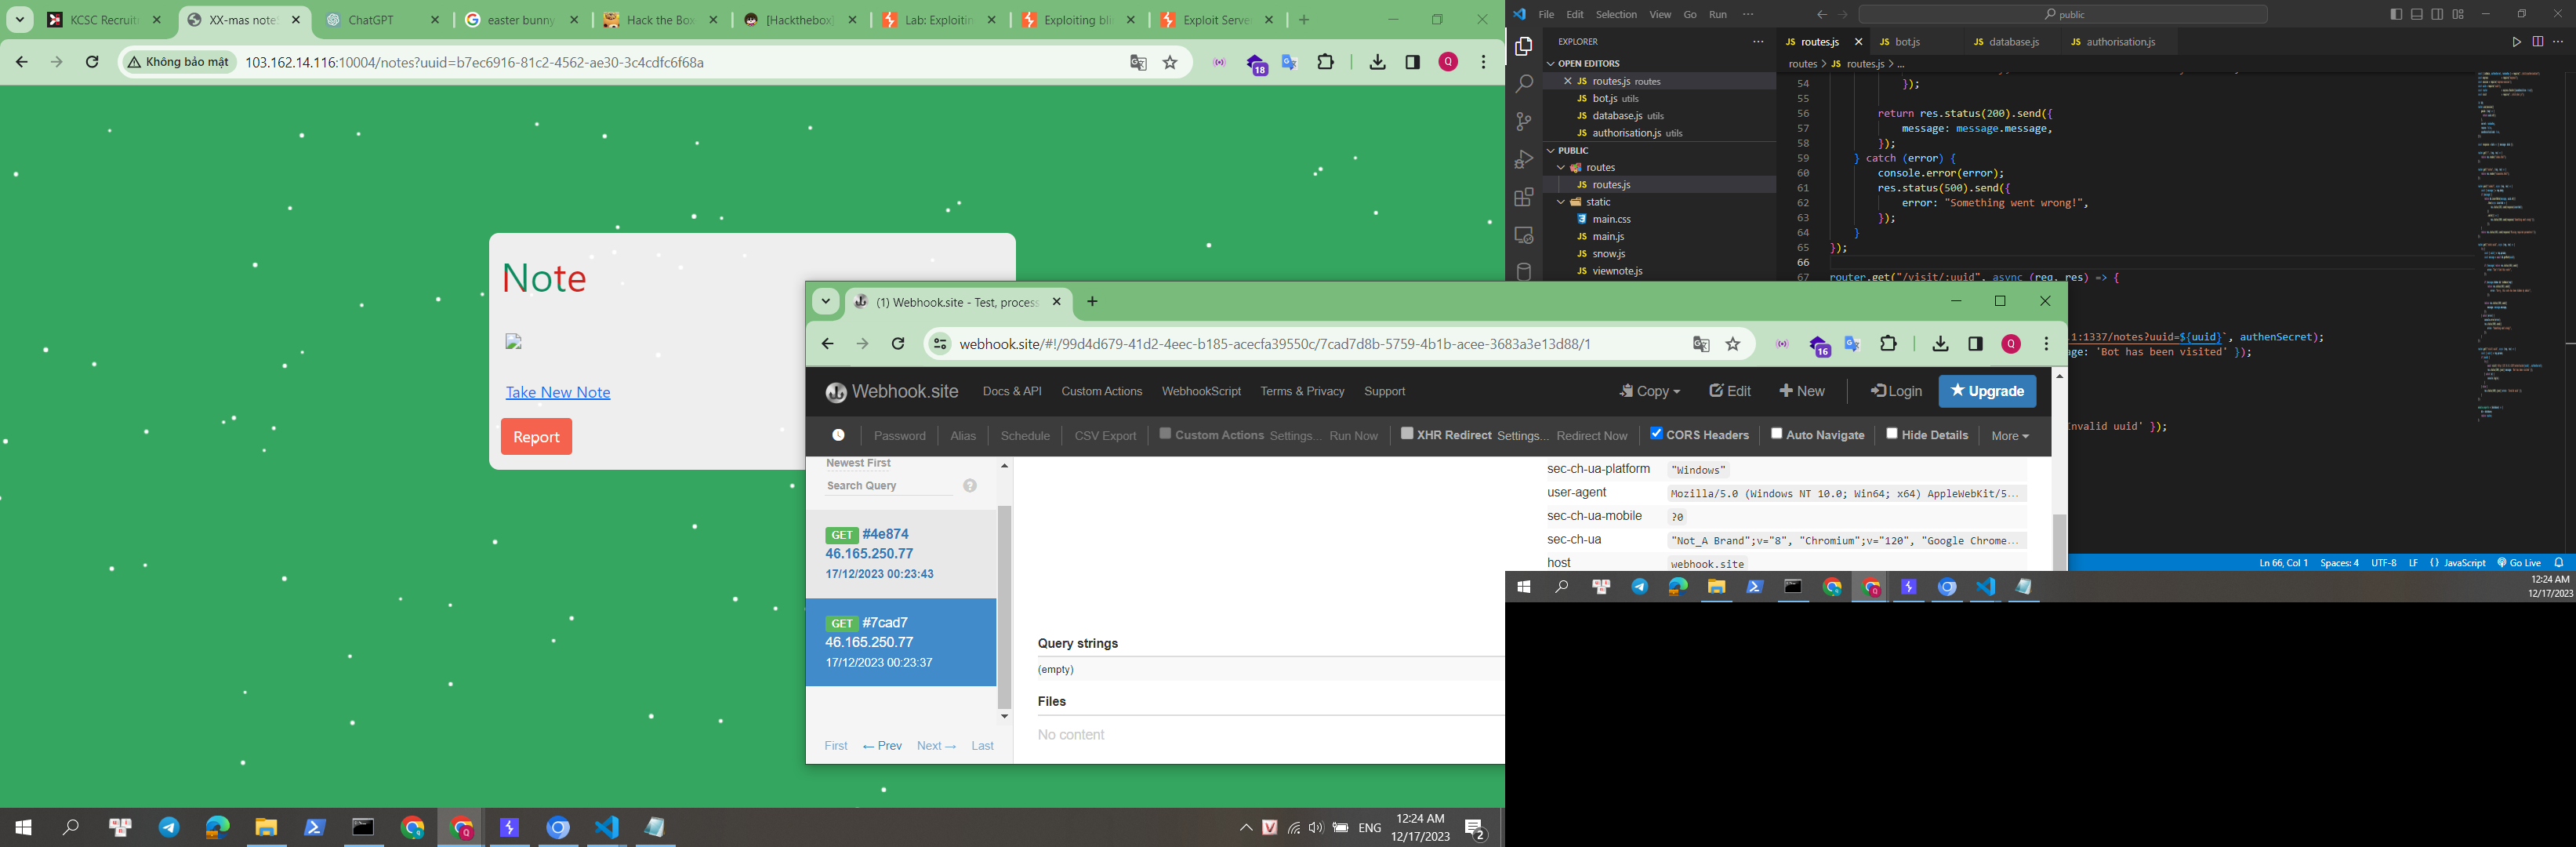 KCSC Recruit
XX-mas note
ChatGPT
easter bunny
Hack the Box
[Hackthebox]
Lab: Exploitin
Exploiting bli
Exploit Server
Không bảo mật
103.162.14.116:10004/notes?uuid=b7ec6916-81c2-4562-ae30-3c4cdfc6f68a
18
Q
Note
Take New Note
Report
(1) Webhook.site - Test, process
webhook.site/#!/99d4d679-41d2-4eec-b185-acecfa39550c/7cad7d8b-5759-4b1b-acee-3683a3e13d88/1
16
Q
Webhook.site Docs & API Custom Actions WebhookScript Terms & Privacy Support Copy Edit New Login Upgrade
Password Alias Schedule CSV Export Custom Actions Settings... Run Now XHR Redirect Settings... Redirect Now CORS Headers Auto Navigate Hide Details More
Newest First
Search Query
GET #4e874
46.165.250.77
17/12/2023 00:23:43
GET #7cad7
46.165.250.77
17/12/2023 00:23:37
First ← Prev Next → Last
sec-ch-ua-platform "Windows"
user-agent Mozilla/5.0 (Windows NT 10.0; Win64; x64) AppleWebKit/5...
sec-ch-ua-mobile ?0
sec-ch-ua "Not_A Brand";v="8", "Chromium";v="120", "Google Chrome...
host webhook.site
Query strings
(empty)
Files
No content
File Edit Selection View Go Run ... public
EXPLORER
OPEN EDITORS
JS routes.js routes
JS bot.js utils
JS database.js utils
JS authorisation.js utils
PUBLIC
routes
JS routes.js
static
main.css
JS main.js
JS snow.js
JS viewnote.js
JS routes.js
JS bot.js
JS database.js
JS authorisation.js
routes > JS routes.js > ...
54 });
55
56 return res.status(200).send({
57 message: message.message,
58 });
59 } catch (error) {
60 console.error(error);
61 res.status(500).send({
62 error: "Something went wrong!",
63 });
64 }
65 });
66
67 router.get("/visit/:uuid", async (req, res) => {
.1:1337/notes?uuid=${uuid}`, authenSecret);
age: 'Bot has been visited' });
nvalid uuid' });
Ln 66, Col 1 Spaces: 4 UTF-8 LF {} JavaScript Go Live
12:24 AM
12/17/2023
ENG
12:24 AM
12/17/2023
2